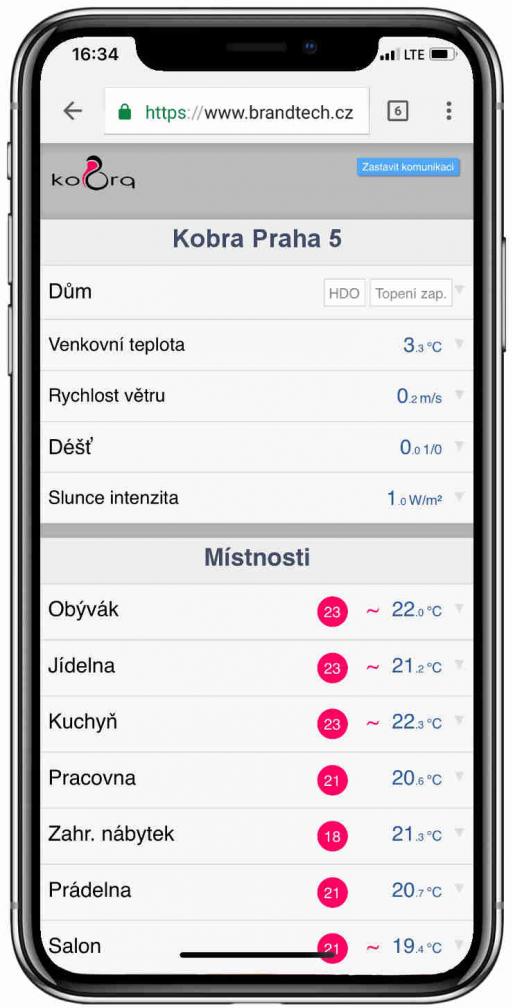 16:34 LTE
https://www.brandtech.cz 6
kobra Zastavit komunikaci
Kobra Praha 5
Dům HDO Topení zap.
Venkovní teplota 3.3 °C
Rychlost větru 0.2 m/s
Déšť 0.0 1/0
Slunce intenzita 1.0 W/m²
Místnosti
Obývák 23 ~ 22.0 °C
Jídelna 23 ~ 21.2 °C
Kuchyň 23 ~ 22.3 °C
Pracovna 21 20.6 °C
Zahr. nábytek 18 21.3 °C
Prádelna 21 20.7 °C
Salon 21 ~ 19.4 °C